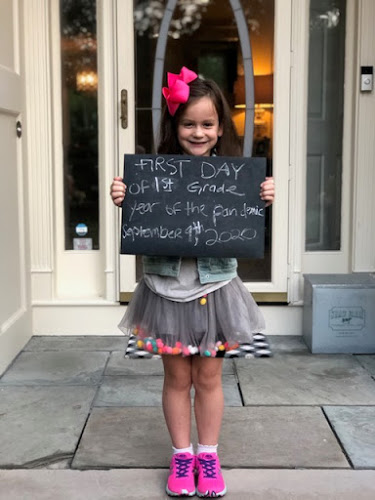 FIRST DAY
of 1st Grade
year of the pandemic
September 9th, 2020